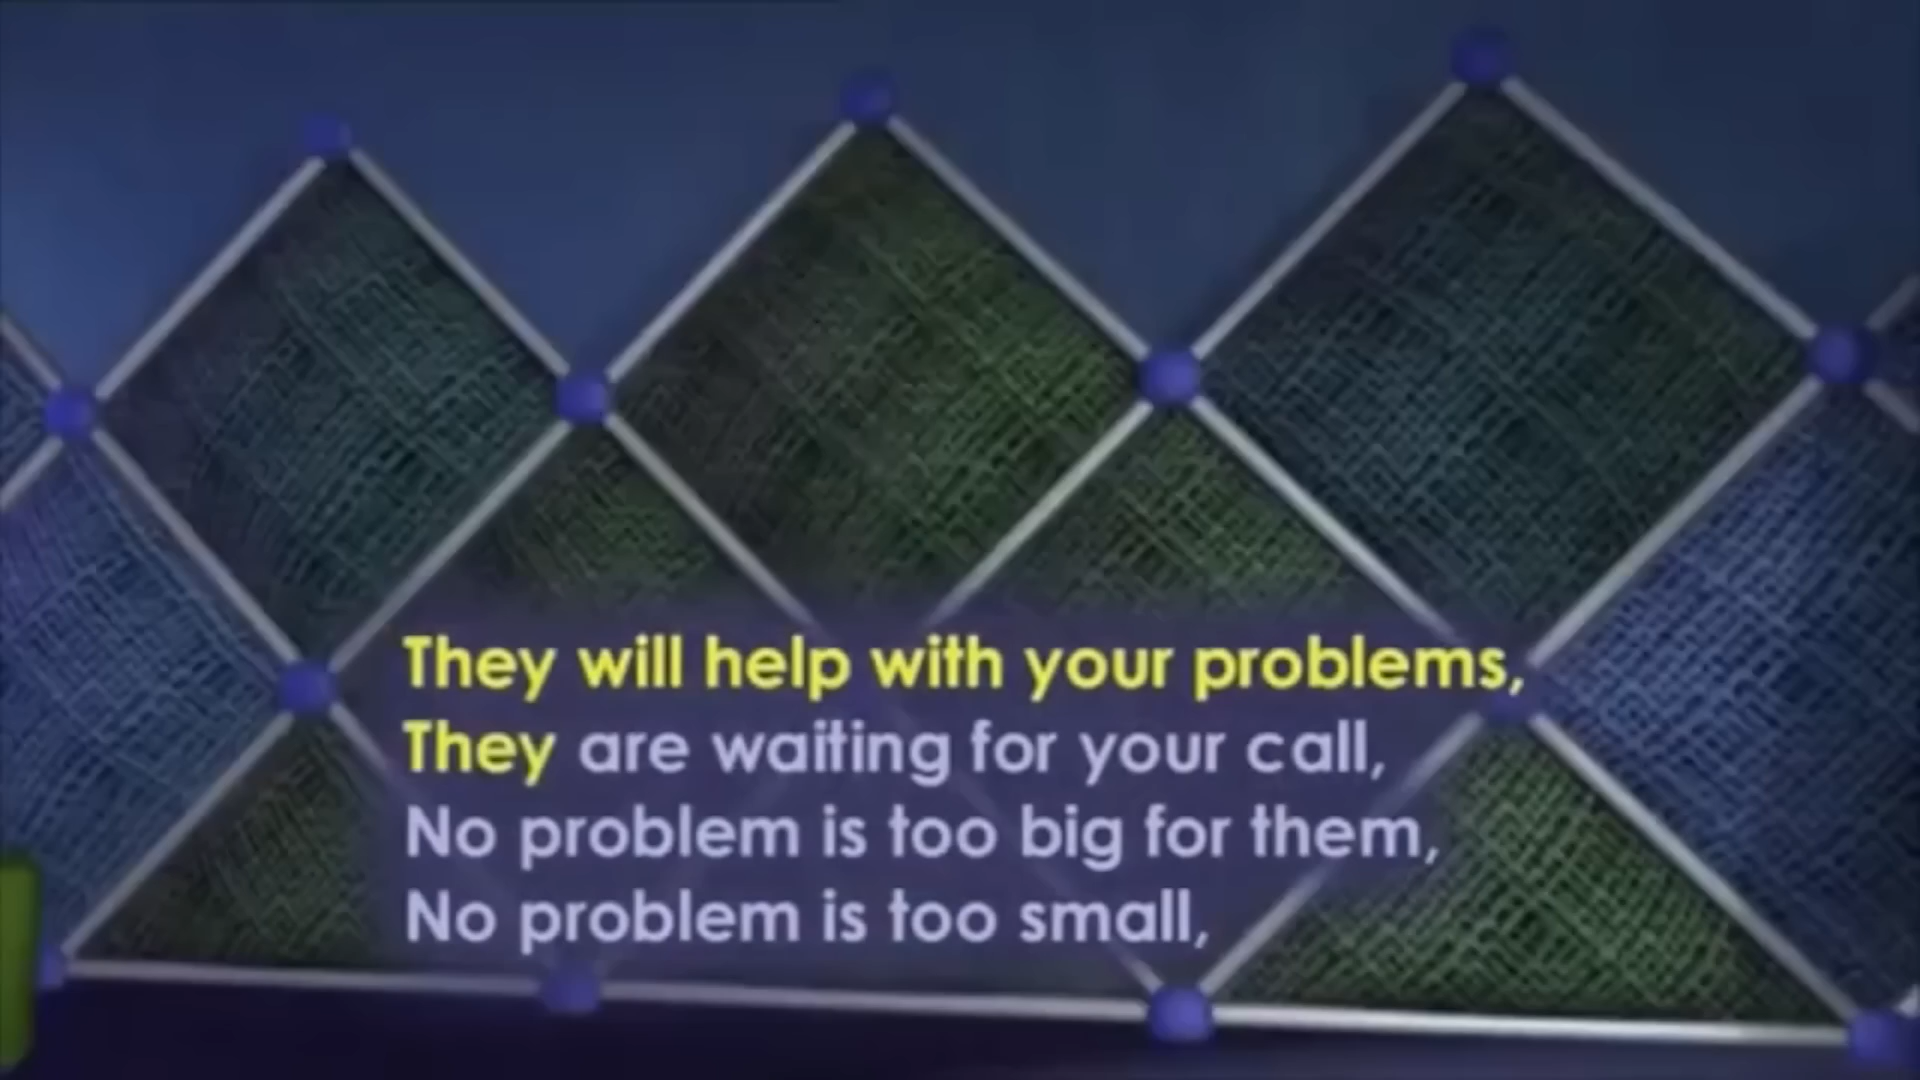 They will help with your problems,
They are waiting for your call,
No problem is too big for them,
No problem is too small,